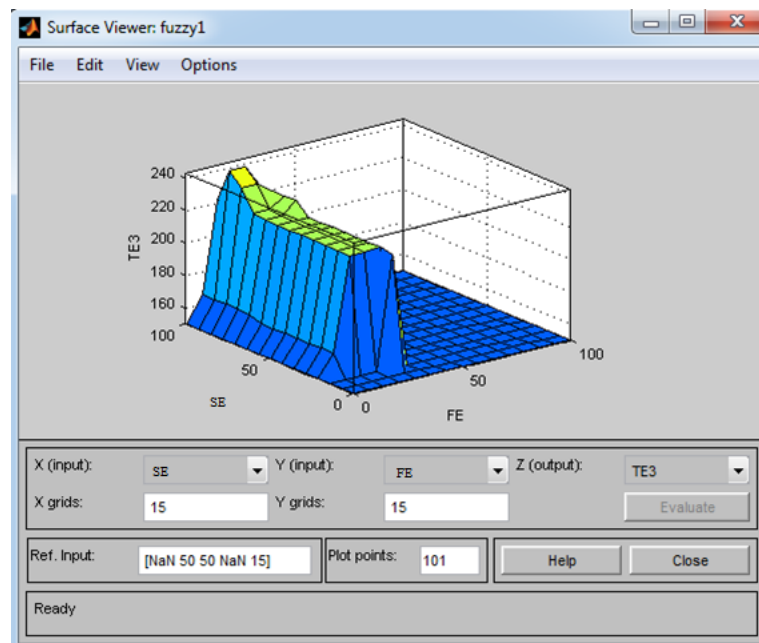 Surface Viewer: fuzzy1
File Edit View Options
240
220
200
180
160
TE3
100
50
0
SE
0
50
100
FE
X (input): SE Y (input): FE Z (output): TE3
X grids: 15 Y grids: 15 Evaluate
Ref. Input: [NaN 50 50 NaN 15] Plot points: 101 Help Close
Ready